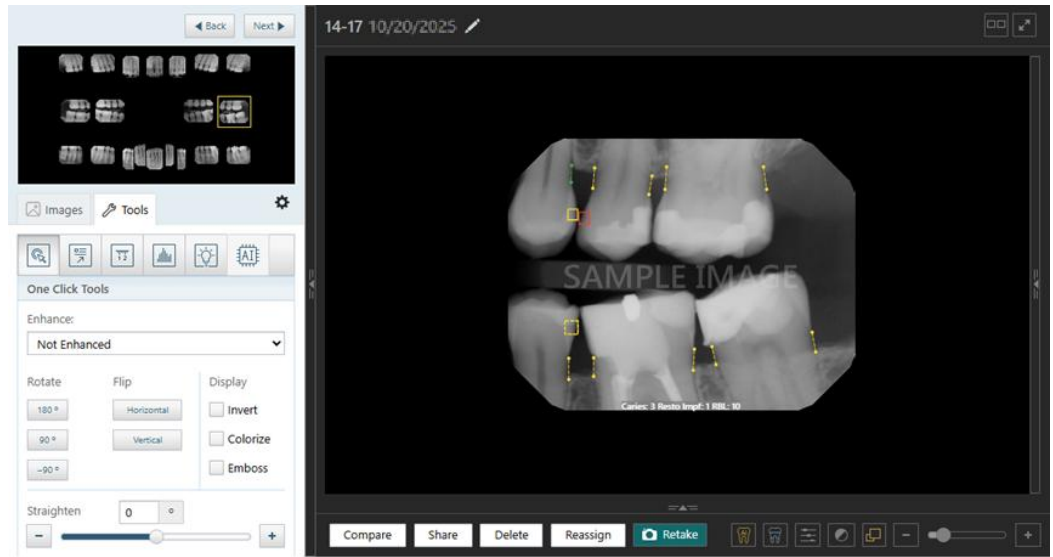 Back
Next
14-17 10/20/2025
Images
Tools
AI
One Click Tools
Enhance:
Not Enhanced
Rotate
Flip
Display
180 º
Horizontal
Invert
90 º
Vertical
Colorize
-90 º
Emboss
Straighten
0
º
-
+
SAMPLE IMAGE
Caries: 3 Resto Impf: 1 RBL: 10
Compare
Share
Delete
Reassign
Retake
-
+